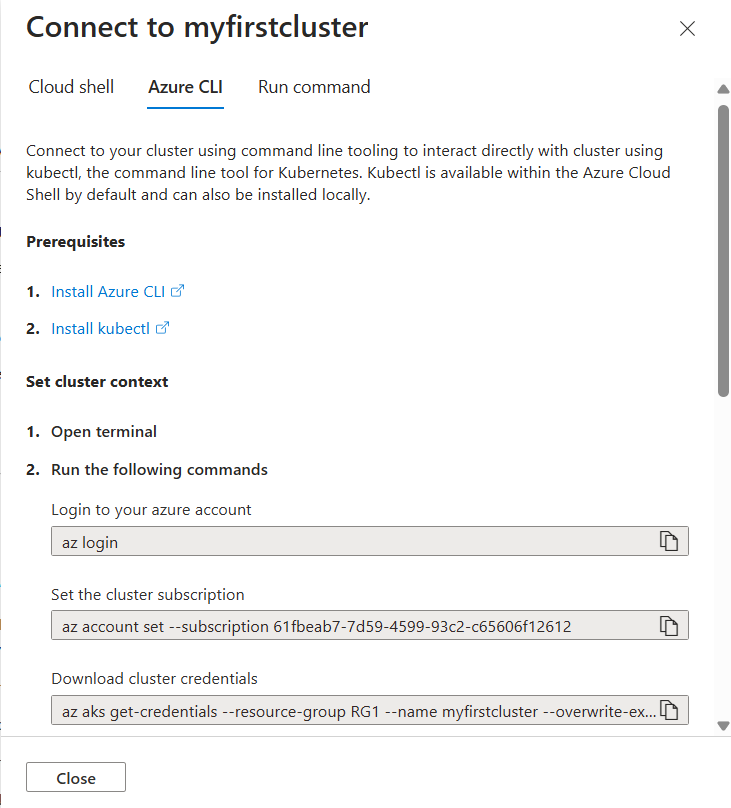 Connect to myfirstcluster
Cloud shell Azure CLI Run command
Connect to your cluster using command line tooling to interact directly with cluster using
kubectl, the command line tool for Kubernetes. Kubectl is available within the Azure Cloud
Shell by default and can also be installed locally.
Prerequisites
1. Install Azure CLI
2. Install kubectl
Set cluster context
1. Open terminal
2. Run the following commands
Login to your azure account
az login
Set the cluster subscription
az account set --subscription 61fbeab7-7d59-4599-93c2-c65606f12612
Download cluster credentials
az aks get-credentials --resource-group RG1 --name myfirstcluster --overwrite-ex...
Close